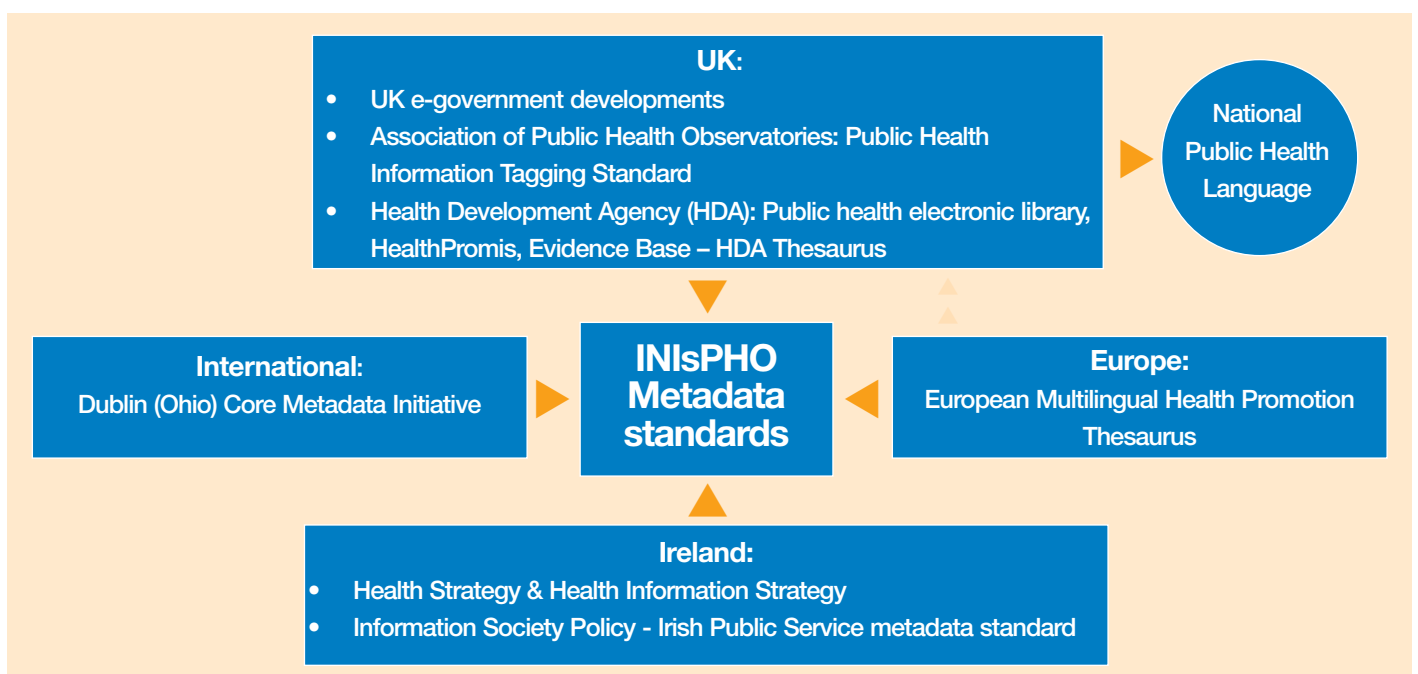 UK:
• UK e-government developments
• Association of Public Health Observatories: Public Health
Information Tagging Standard
• Health Development Agency (HDA): Public health electronic library,
HealthPromis, Evidence Base – HDA Thesaurus
National
Public Health
Language
International:
Dublin (Ohio) Core Metadata Initiative
INIsPHO
Metadata
standards
Europe:
European Multilingual Health Promotion
Thesaurus
Ireland:
• Health Strategy & Health Information Strategy
• Information Society Policy - Irish Public Service metadata standard